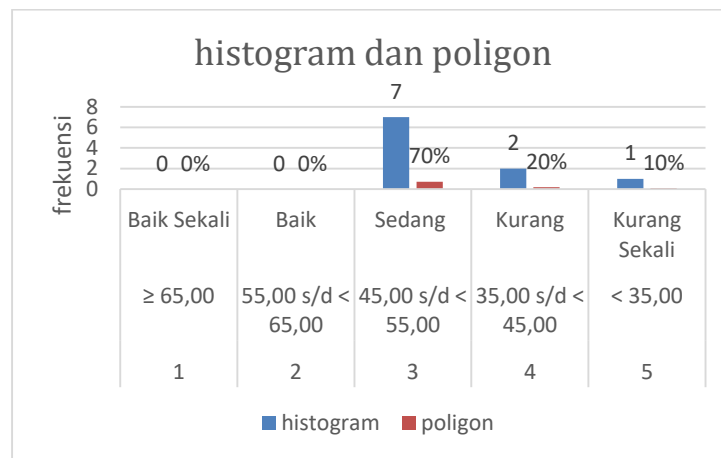 histogram dan poligon
frekuensi
8
6
4
2
0
0 0%
0 0%
7
70%
2
20%
1
10%
Baik Sekali
Baik
Sedang
Kurang
Kurang
Sekali
≥ 65,00
55,00 s/d <
65,00
45,00 s/d <
55,00
35,00 s/d <
45,00
< 35,00
1
2
3
4
5
histogram
poligon